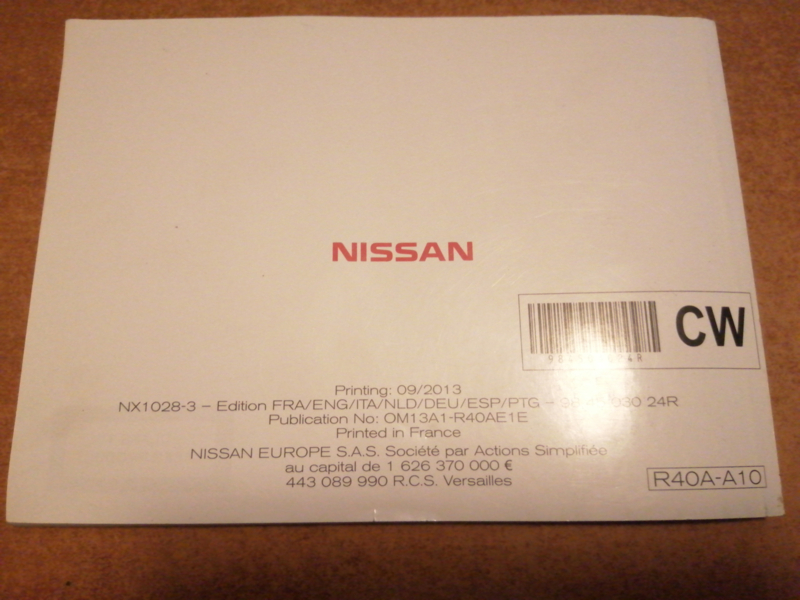 NISSAN
CW
Printing: 09/2013
NX1028-3 – Edition FRA/ENG/ITA/NLD/DEU/ESP/PTG – 24R
Publication No: OM13A1-R40AE1E
Printed in France
NISSAN EUROPE S.A.S. Société par Actions Simplifiée
au capital de 1 626 370 000 €
443 089 990 R.C.S. Versailles
R40A-A10